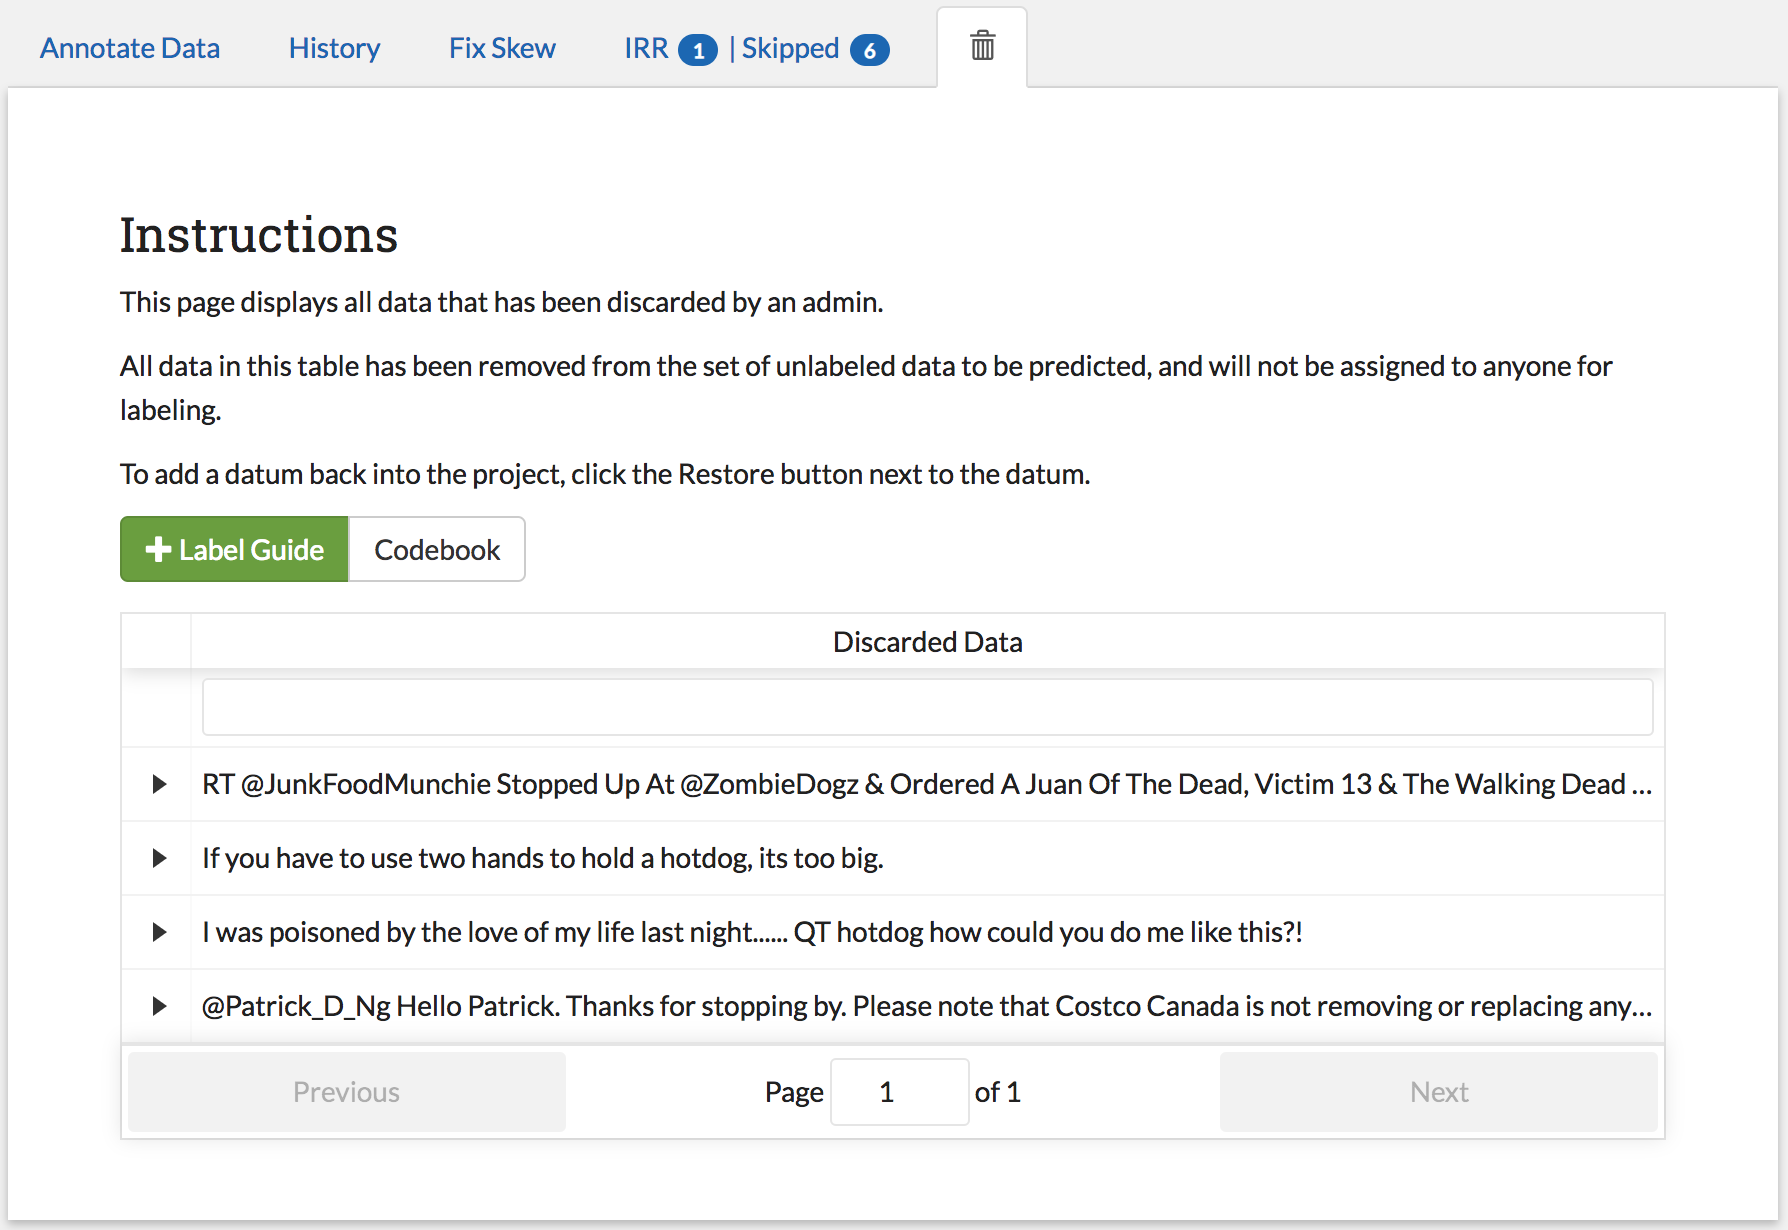 Annotate Data History Fix Skew IRR 1 | Skipped 6
Instructions
This page displays all data that has been discarded by an admin.
All data in this table has been removed from the set of unlabeled data to be predicted, and will not be assigned to anyone for
labeling.
To add a datum back into the project, click the Restore button next to the datum.
Label Guide Codebook
Discarded Data
RT @JunkFoodMunchie Stopped Up At @ZombieDogz & Ordered A Juan Of The Dead, Victim 13 & The Walking Dead ...
If you have to use two hands to hold a hotdog, its too big.
I was poisoned by the love of my life last night...... QT hotdog how could you do me like this?!
@Patrick_D_Ng Hello Patrick. Thanks for stopping by. Please note that Costco Canada is not removing or replacing any...
Previous Page 1 of 1 Next